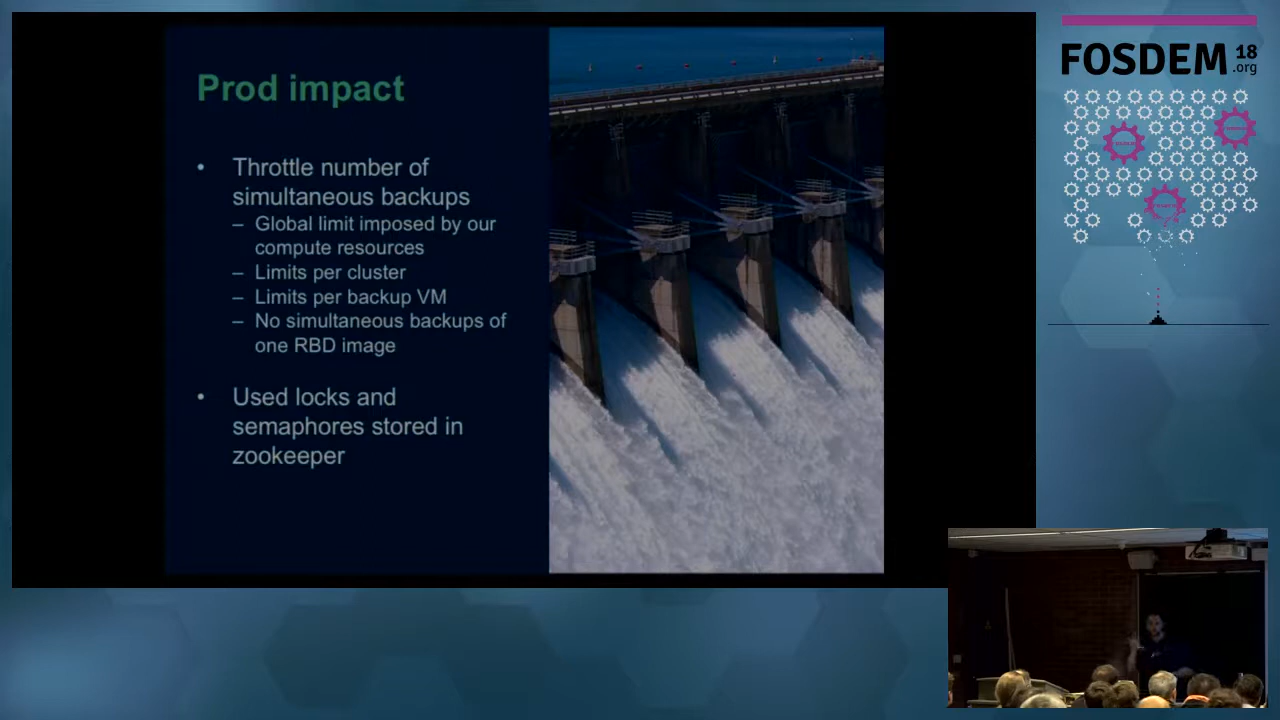 Prod impact
• Throttle number of
simultaneous backups
– Global limit imposed by our
compute resources
– Limits per cluster
– Limits per backup VM
– No simultaneous backups of
one RBD image
• Used locks and
semaphores stored in
zookeeper
FOSDEM 18
.org